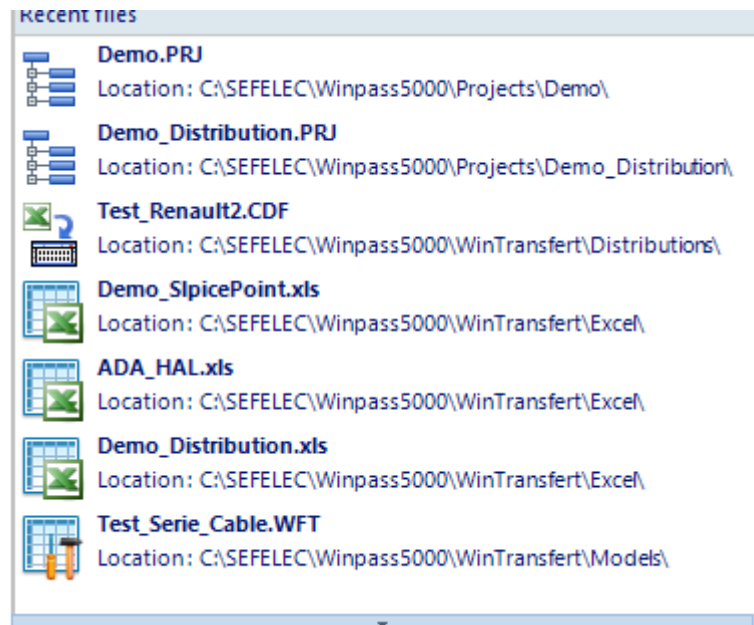 Recent files
Demo.PRJ
Location: C:\SEFELEC\Winpass5000\Projects\Demo\
Demo_Distribution.PRJ
Location: C:\SEFELEC\Winpass5000\Projects\Demo_Distribution\
Test_Renault2.CDF
Location: C:\SEFELEC\Winpass5000\WinTransfert\Distributions\
Demo_SlpicePoint.xls
Location: C:\SEFELEC\Winpass5000\WinTransfert\Excel\
ADA_HAL.xls
Location: C:\SEFELEC\Winpass5000\WinTransfert\Excel\
Demo_Distribution.xls
Location: C:\SEFELEC\Winpass5000\WinTransfert\Excel\
Test_Serie_Cable.WFT
Location: C:\SEFELEC\Winpass5000\WinTransfert\Models\